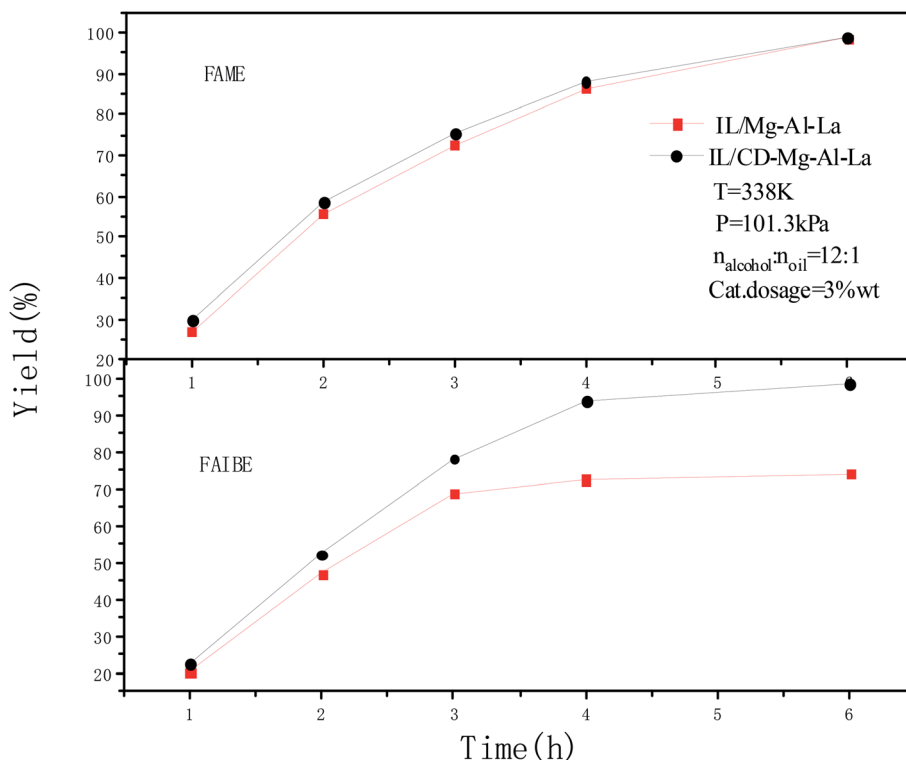 100
90
80
70
60
50
40
30
20
FAME
IL/Mg-Al-La
IL/CD-Mg-Al-La
T=338K
P=101.3kPa
nalcohol:noil=12:1
Cat.dosage=3%wt
1 2 3 4 5 6
Yield(%)
100
90
80
70
60
50
40
30
20
FAIBE
1 2 3 4 5 6
Time(h)